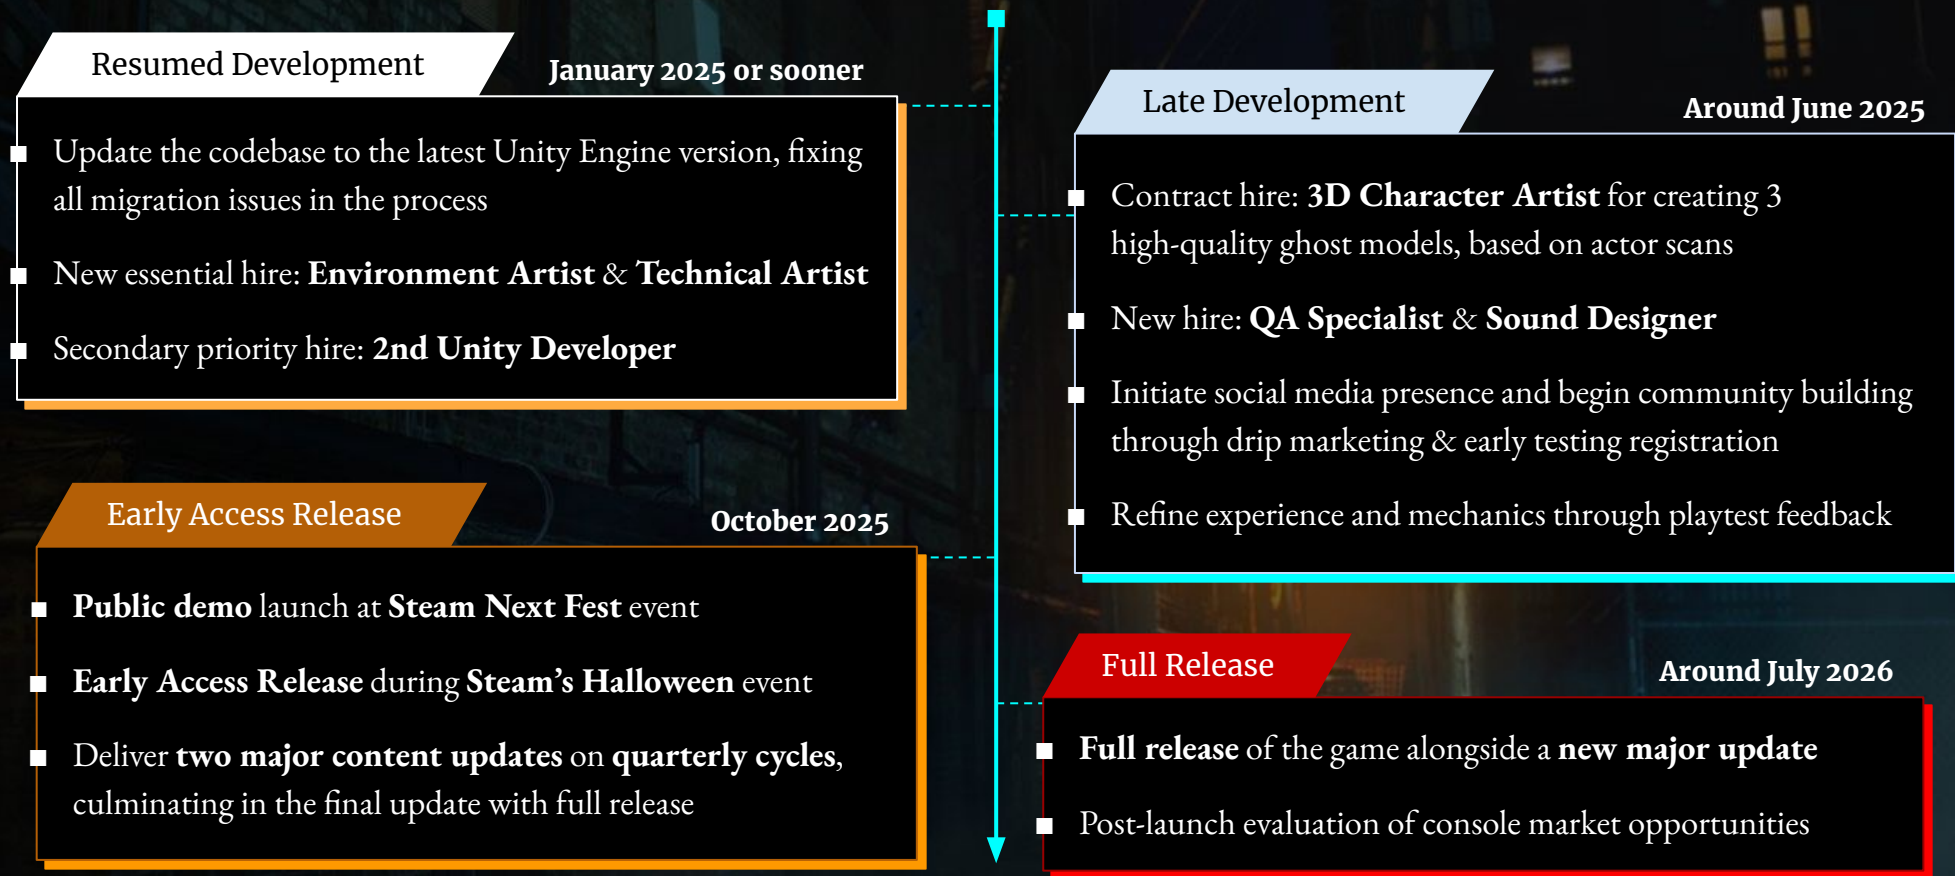 Resumed Development
January 2025 or sooner
Update the codebase to the latest Unity Engine version, fixing
all migration issues in the process
New essential hire: Environment Artist & Technical Artist
Secondary priority hire: 2nd Unity Developer
Late Development
Around June 2025
Contract hire: 3D Character Artist for creating 3
high-quality ghost models, based on actor scans
New hire: QA Specialist & Sound Designer
Initiate social media presence and begin community building
through drip marketing & early testing registration
Refine experience and mechanics through playtest feedback
Early Access Release
October 2025
Public demo launch at Steam Next Fest event
Early Access Release during Steam’s Halloween event
Deliver two major content updates on quarterly cycles,
culminating in the final update with full release
Full Release
Around July 2026
Full release of the game alongside a new major update
Post-launch evaluation of console market opportunities